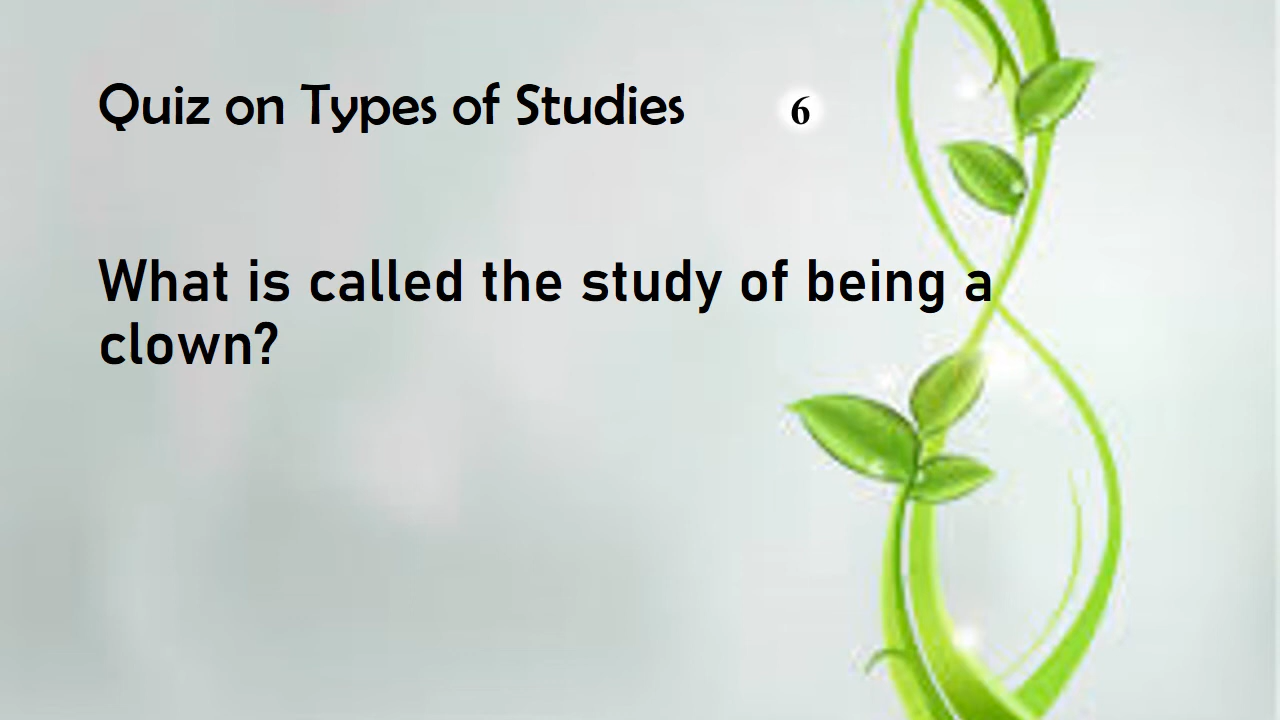 Quiz on Types of Studies 6
What is called the study of being a
clown?